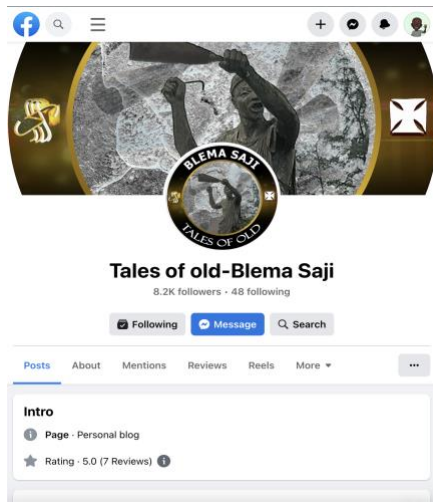 BLEMA SAJI
TALES OF OLD
Tales of old-Blema Saji
8.2K followers · 48 following
Following
Message
Search
Posts
About
Mentions
Reviews
Reels
More
Intro
Page · Personal blog
Rating · 5.0 (7 Reviews)